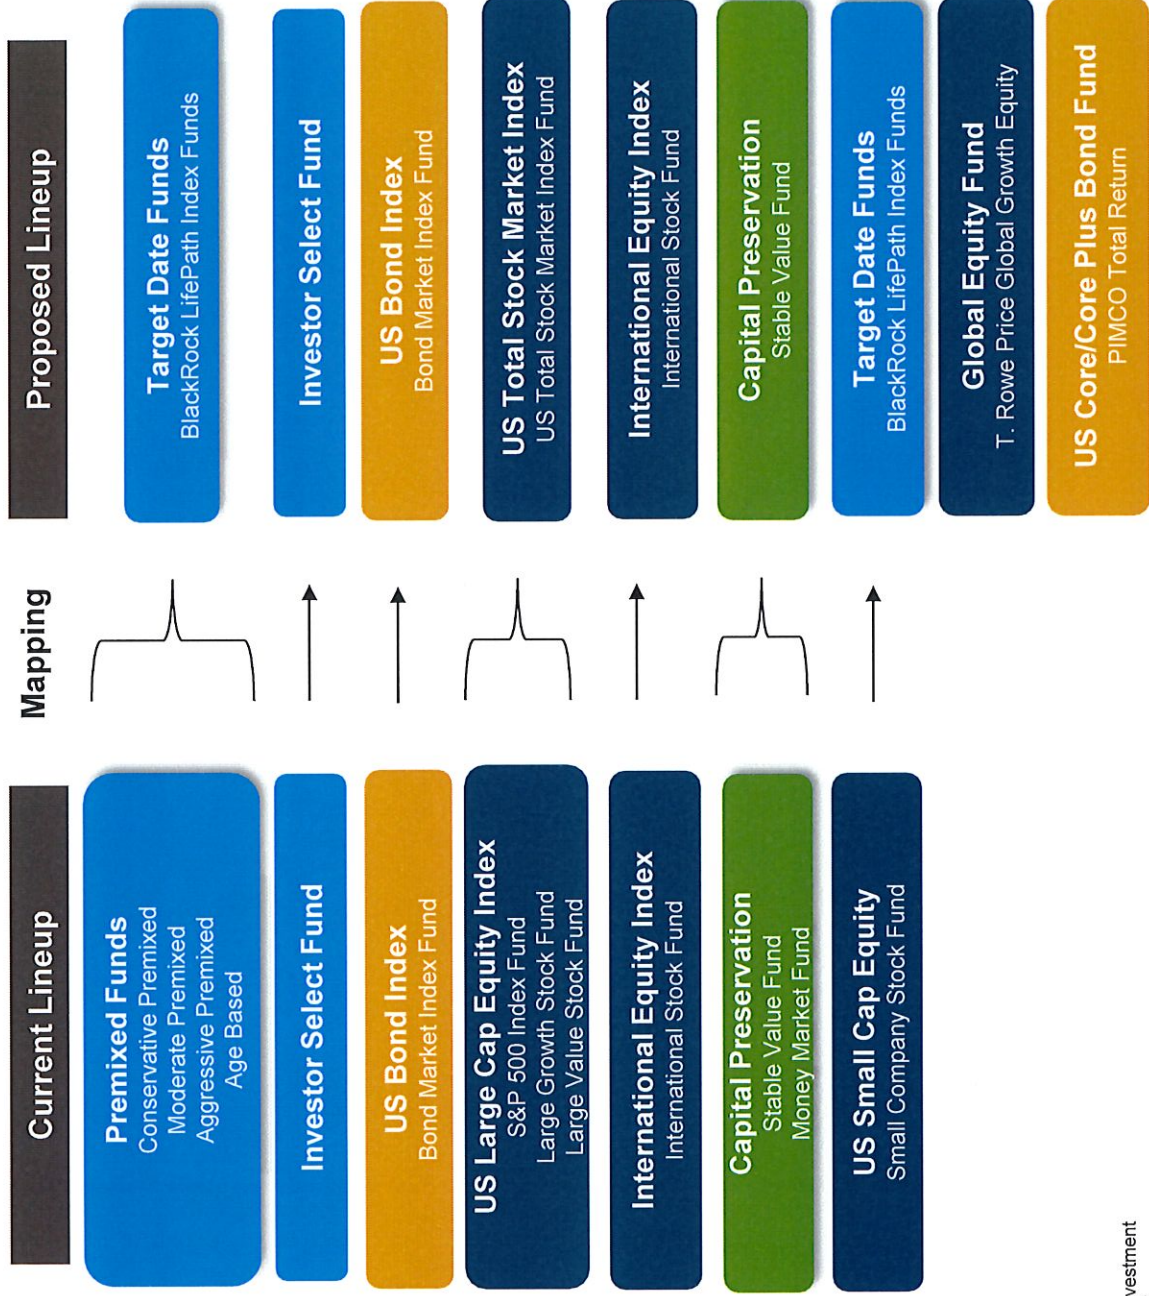 Current Lineup
Mapping
Proposed Lineup
Premixed Funds
Conservative Premixed
Moderate Premixed
Aggressive Premixed
Age Based
Target Date Funds
BlackRock LifePath Index Funds
Investor Select Fund
Investor Select Fund
US Bond Index
Bond Market Index Fund
US Bond Index
Bond Market Index Fund
US Large Cap Equity Index
S&P 500 Index Fund
Large Growth Stock Fund
Large Value Stock Fund
US Total Stock Market Index
US Total Stock Market Index Fund
International Equity Index
International Stock Fund
International Equity Index
International Stock Fund
Capital Preservation
Stable Value Fund
Money Market Fund
Capital Preservation
Stable Value Fund
US Small Cap Equity
Small Company Stock Fund
Target Date Funds
BlackRock LifePath Index Funds
Global Equity Fund
T. Rowe Price Global Growth Equity
US Core/Core Plus Bond Fund
PIMCO Total Return
vestment